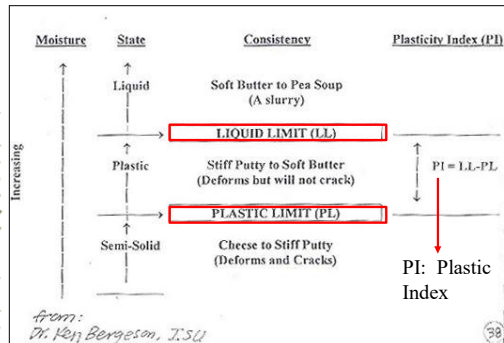 Moisture State Consistency Plasticity Index (PI)
Liquid Soft Butter to Pea Soup
(A slurry)
LIQUID LIMIT (LL)
Increasing
Plastic Stiff Putty to Soft Butter PI = LL-PL
(Deforms but will not crack)
PLASTIC LIMIT (PL)
Semi-Solid Cheese to Stiff Putty
(Deforms and Cracks)
PI: Plastic
Index
from:
Dr. Ken Bergeson, ISU
38